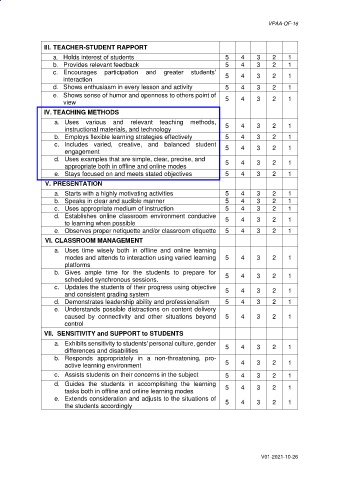 VPAA-QF-16
III. TEACHER-STUDENT RAPPORT
a. Holds interest of students 5 4 3 2 1
b. Provides relevant feedback 5 4 3 2 1
c. Encourages participation and greater students'
interaction 5 4 3 2 1
d. Shows enthusiasm in every lesson and activity 5 4 3 2 1
e. Shows sense of humor and openness to others point of
view 5 4 3 2 1
IV. TEACHING METHODS
a. Uses various and relevant teaching methods,
instructional materials, and technology 5 4 3 2 1
b. Employs flexible learning strategies effectively 5 4 3 2 1
c. Includes varied, creative, and balanced student
engagement 5 4 3 2 1
d. Uses examples that are simple, clear, precise, and
appropriate both in offline and online modes 5 4 3 2 1
e. Stays focused on and meets stated objectives 5 4 3 2 1
V. PRESENTATION
a. Starts with a highly motivating activities 5 4 3 2 1
b. Speaks in clear and audible manner 5 4 3 2 1
c. Uses appropriate medium of instruction 5 4 3 2 1
d. Establishes online classroom environment conducive
to learning when possible 5 4 3 2 1
e. Observes proper netiquette and/or classroom etiquette 5 4 3 2 1
VI. CLASSROOM MANAGEMENT
a. Uses time wisely both in offline and online learning
modes and attends to interaction using varied learning
platforms 5 4 3 2 1
b. Gives ample time for the students to prepare for
scheduled synchronous sessions. 5 4 3 2 1
c. Updates the students of their progress using objective
and consistent grading system 5 4 3 2 1
d. Demonstrates leadership ability and professionalism 5 4 3 2 1
e. Understands possible distractions on content delivery
caused by connectivity and other situations beyond
control 5 4 3 2 1
VII. SENSITIVITY and SUPPORT to STUDENTS
a. Exhibits sensitivity to students' personal culture, gender
differences and disabilities 5 4 3 2 1
b. Responds appropriately in a non-threatening, pro-
active learning environment 5 4 3 2 1
c. Assists students on their concerns in the subject 5 4 3 2 1
d. Guides the students in accomplishing the learning
tasks both in offline and online modes 5 4 3 2 1
e. Extends consideration and adjusts to the situations of
the students accordingly 5 4 3 2 1
V01-2021-10-26